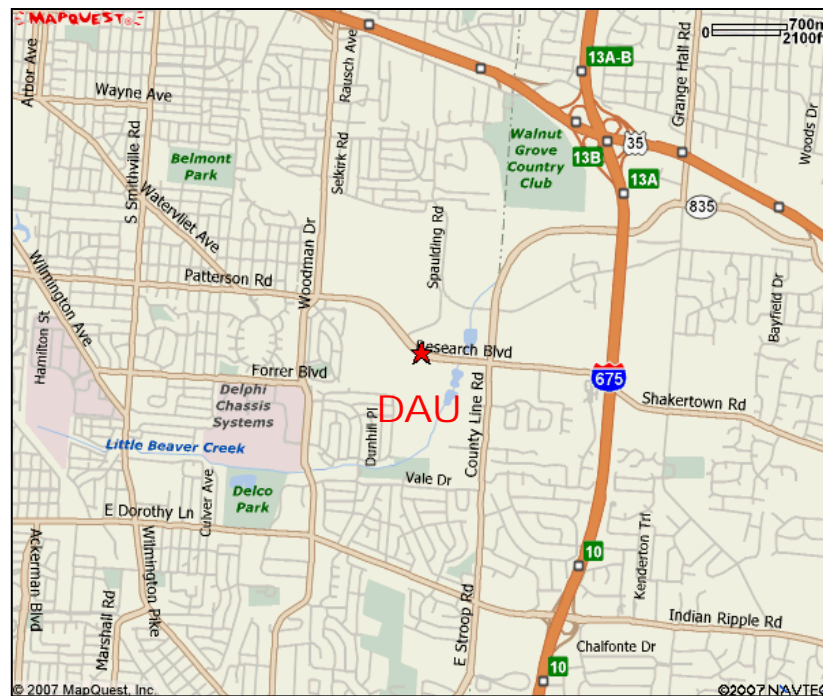 MAPQUEST
700m
2100ft
Arbor Ave
Wayne Ave
S Smithville Rd
Rausch Ave
Selkirk Rd
13A-B
Grange Hall Rd
Woods Dr
Walnut
Grove
Country
Club
35
13B
13A
Belmont
Park
Watervliet Ave
Woodman Dr
Spaulding Rd
835
Wilmington Ave
Patterson Rd
Bayfield Dr
Hamilton St
Forrer Blvd
Research Blvd
675
Delphi
Chassis
Systems
DAU
Dunhill Pl
County Line Rd
Shakertown Rd
Little Beaver Creek
Culver Ave
Delco
Park
Vale Dr
E Dorothy Ln
Ackerman Blvd
Wilmington Pike
Marshall Rd
10
Kenderton Trl
E Stroop Rd
Indian Ripple Rd
Chalfonte Dr
10
© 2007 MapQuest, Inc.
©2007 NAVTEQ